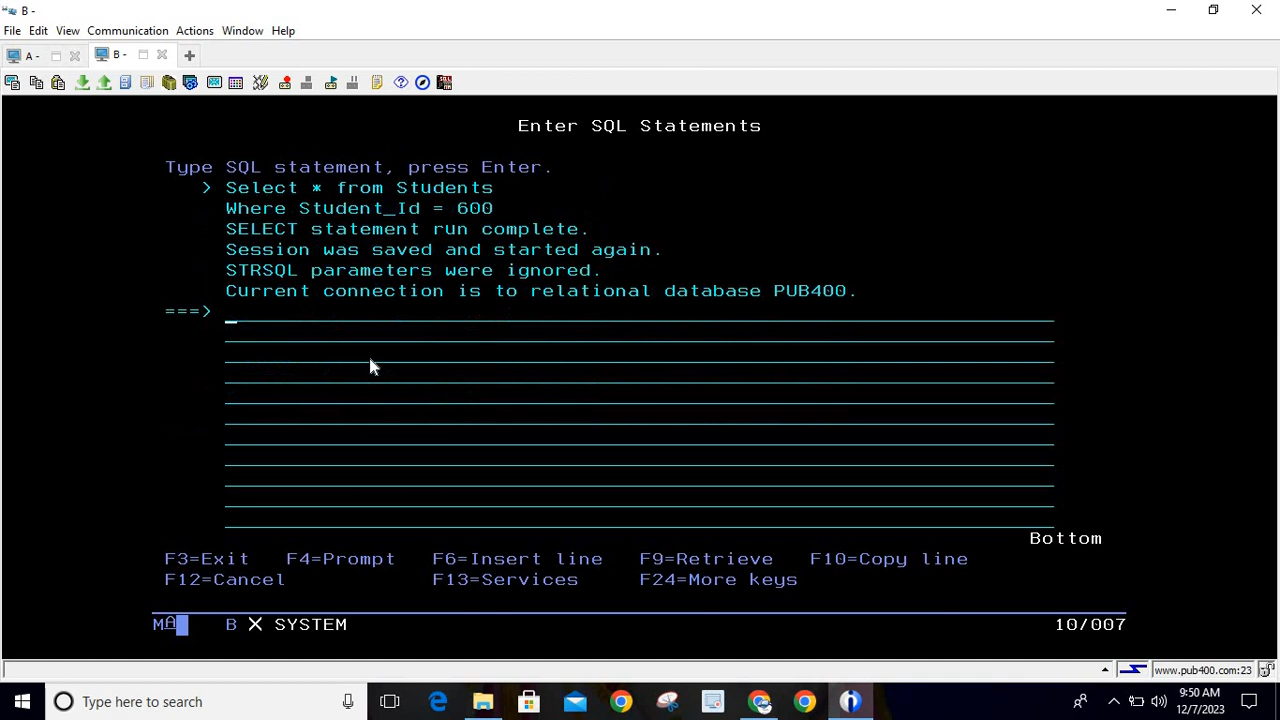 B -
File Edit View Communication Actions Window Help
A - B -
Enter SQL Statements
Type SQL statement, press Enter.
> Select * from Students
Where Student_Id = 600
SELECT statement run complete.
Session was saved and started again.
STRSQL parameters were ignored.
Current connection is to relational database PUB400.
===>
Bottom
F3=Exit F4=Prompt F6=Insert line F9=Retrieve F10=Copy line
F12=Cancel F13=Services F24=More keys
MA B X SYSTEM 10/007
www.pub400.com:23
Type here to search
9:50 AM
12/7/2023